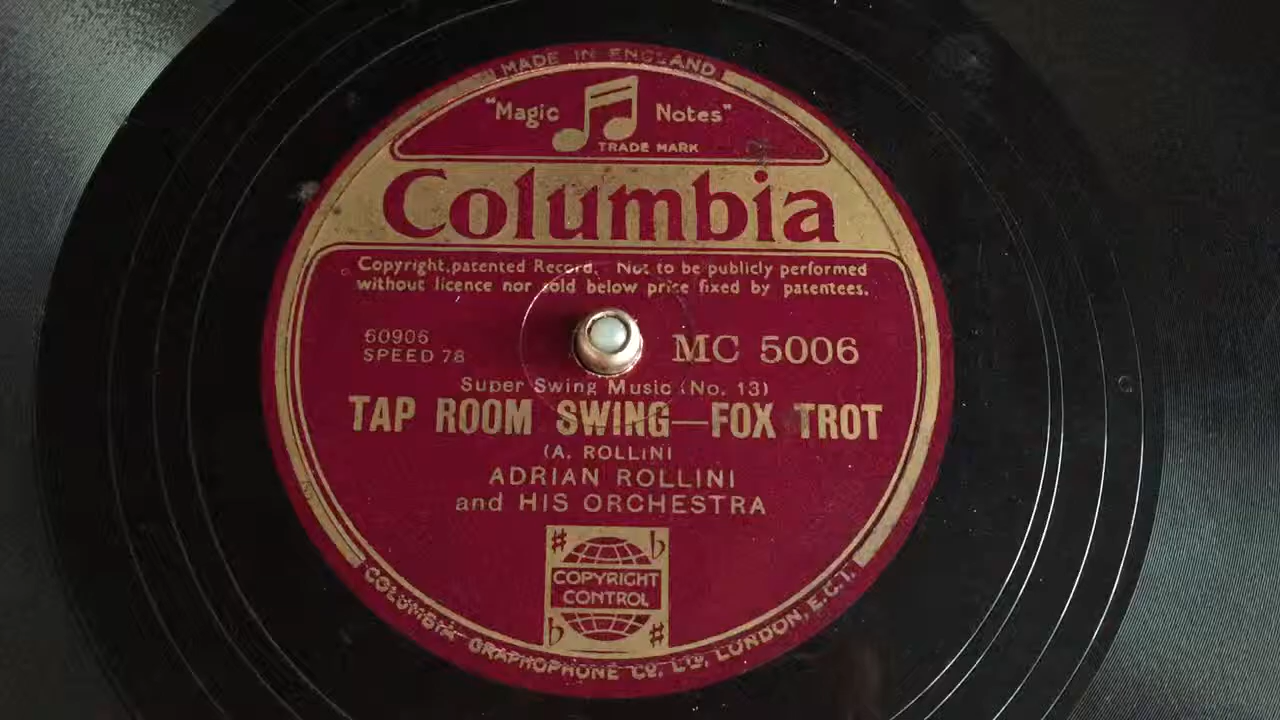 MADE IN ENGLAND
"Magic Notes"
TRADE MARK
Columbia
Copyright, patented Record. Not to be publicly performed
without licence nor sold below price fixed by patentees.
60906
SPEED 78
MC 5006
Super Swing Music (No. 13)
TAP ROOM SWING—FOX TROT
(A. ROLLINI
ADRIAN ROLLINI
and HIS ORCHESTRA
COPYRIGHT
CONTROL
COLUMBIA GRAPHOPHONE CO. LTD. LONDON, E.C.1.